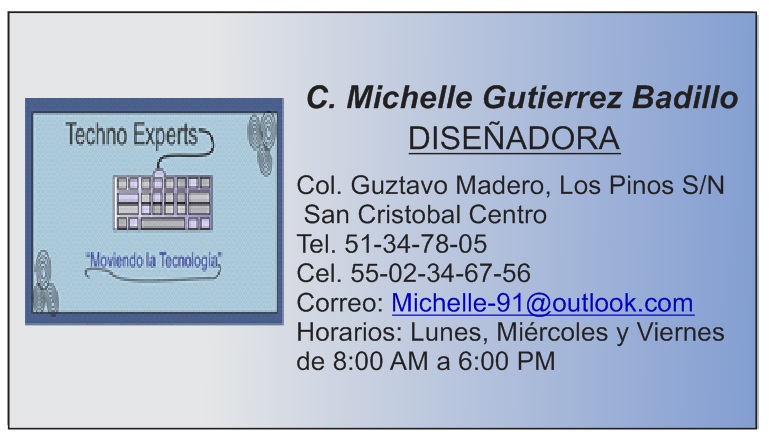 Techno Experts
"Moviendo la Tecnología"
C. Michelle Gutierrez Badillo
DISEÑADORA
Col. Guztavo Madero, Los Pinos S/N
San Cristobal Centro
Tel. 51-34-78-05
Cel. 55-02-34-67-56
Correo: Michelle-91@outlook.com
Horarios: Lunes, Miércoles y Viernes
de 8:00 AM a 6:00 PM